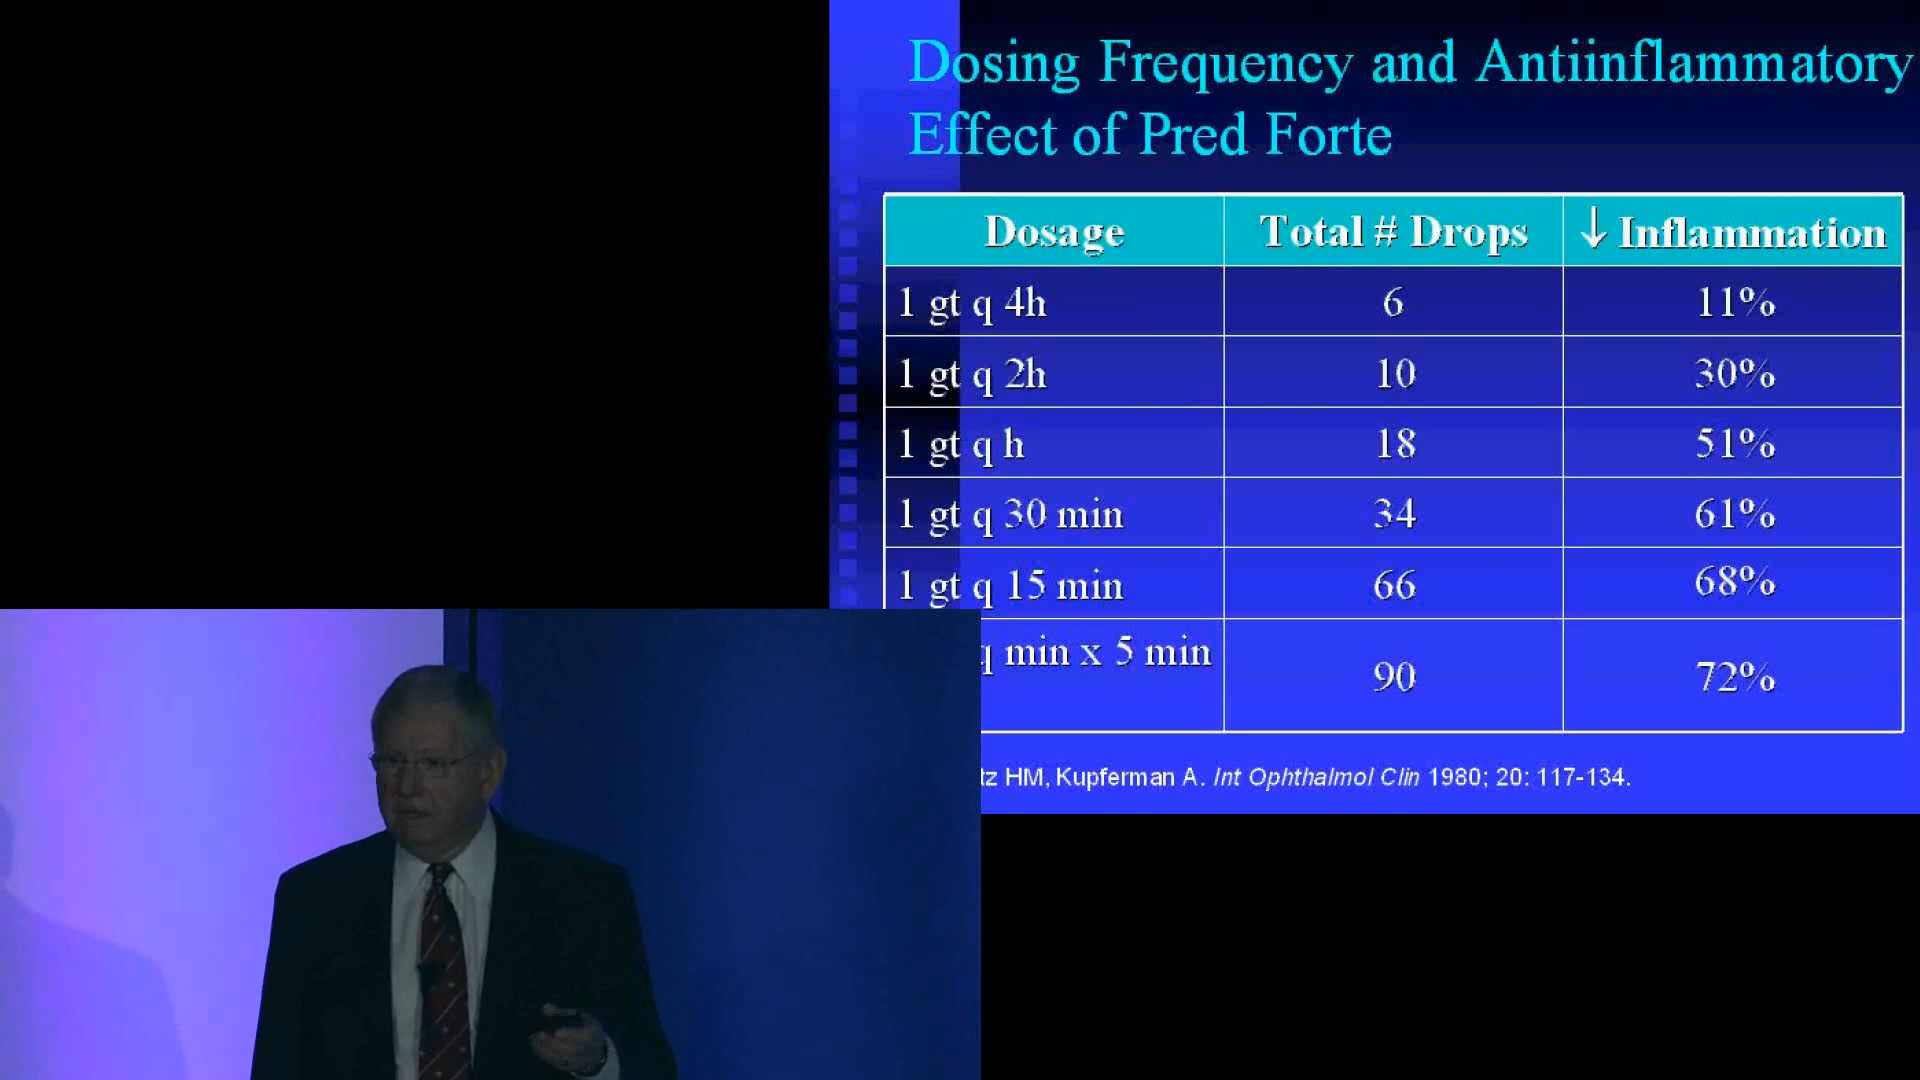 Dosing Frequency and Antiinflammatory
Effect of Pred Forte
Dosage Total # Drops ↓ Inflammation
1 gt q 4h 6 11%
1 gt q 2h 10 30%
1 gt q h 18 51%
1 gt q 30 min 34 61%
1 gt q 15 min 66 68%
min x 5 min 90 72%
HM, Kupferman A. Int Ophthalmol Clin 1980; 20: 117-134.